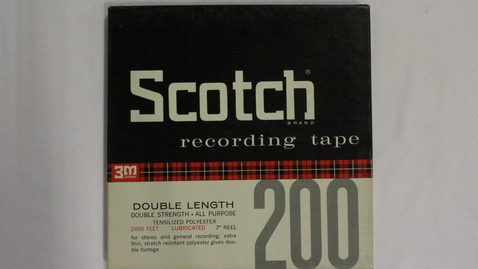 Scotch®
BRAND
recording tape
3M
DOUBLE LENGTH
DOUBLE STRENGTH • ALL PURPOSE
TENSILIZED POLYESTER
2400 FEET LUBRICATED 7" REEL
for stereo and general recording; extra
thin, stretch resistant polyester gives dou-
ble footage
200